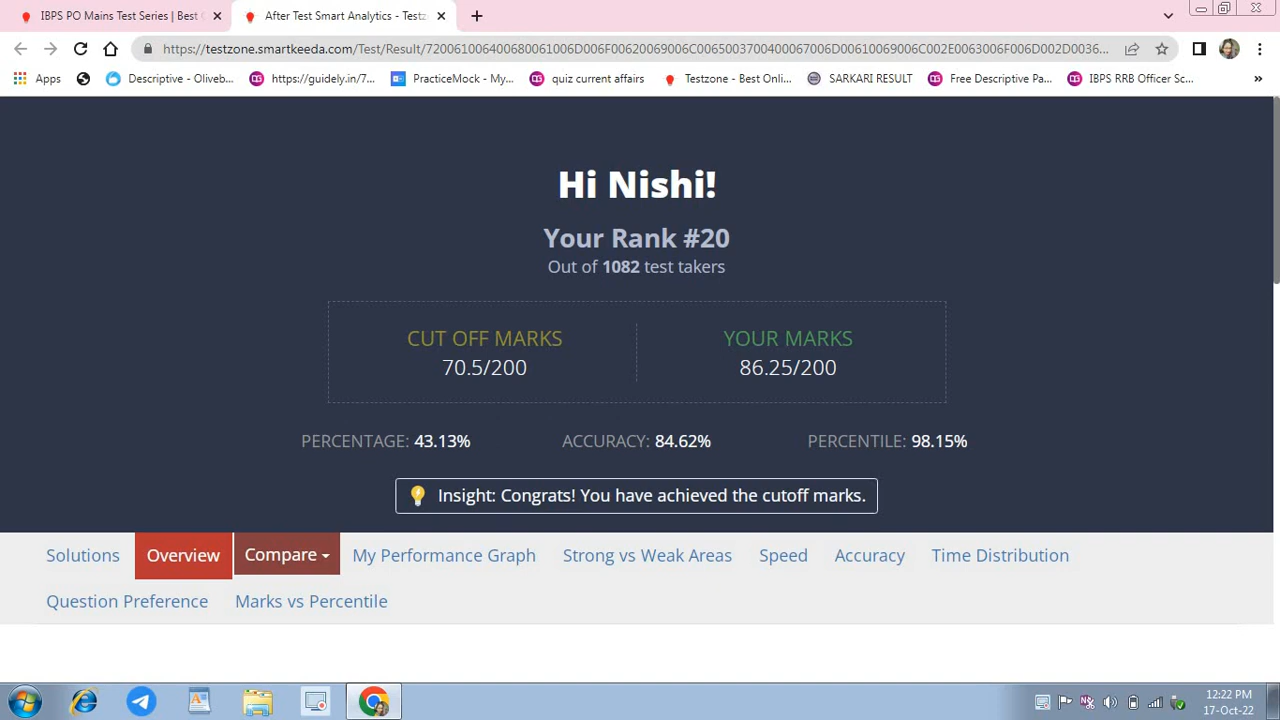 IBPS PO Mains Test Series | Best
After Test Smart Analytics - Testz
https://testzone.smartkeeda.com/Test/Result/7200610064006B0061006D006F00620069006C0065003700400067006D00610069006C002E0063006F006D002D0036...
Apps
Descriptive - Oliveb...
https://guidely.in/7...
PracticeMock - My...
quiz current affairs
Testzone - Best Onli...
SARKARI RESULT
Free Descriptive Pa...
IBPS RRB Officer Sc...
»
Hi Nishi!
Your Rank #20
Out of 1082 test takers
CUT OFF MARKS
70.5/200
YOUR MARKS
86.25/200
PERCENTAGE: 43.13%
ACCURACY: 84.62%
PERCENTILE: 98.15%
Insight: Congrats! You have achieved the cutoff marks.
Solutions
Overview
Compare
My Performance Graph
Strong vs Weak Areas
Speed
Accuracy
Time Distribution
Question Preference
Marks vs Percentile
12:22 PM
17-Oct-22